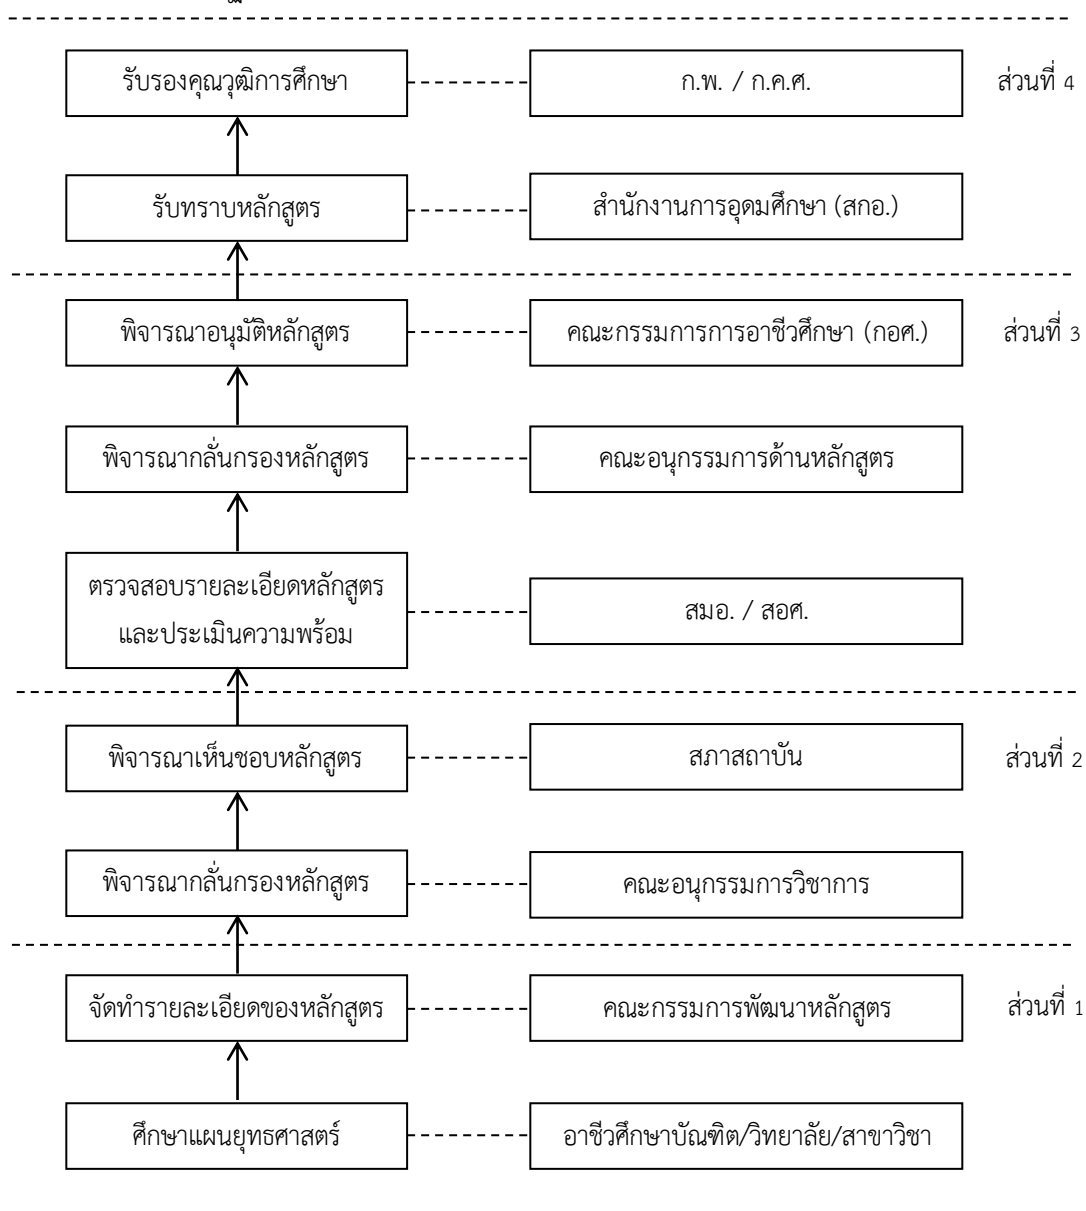 รับรองคุณวุฒิการศึกษา
ก.พ. / ก.ค.ศ.
ส่วนที่ 4
รับทราบหลักสูตร
สำนักงานการอุดมศึกษา (สกอ.)
พิจารณาอนุมัติหลักสูตร
คณะกรรมการการอาชีวศึกษา (กอศ.)
ส่วนที่ 3
พิจารณากลั่นกรองหลักสูตร
คณะอนุกรรมการด้านหลักสูตร
ตรวจสอบรายละเอียดหลักสูตร
และประเมินความพร้อม
สมอ. / สอศ.
พิจารณาเห็นชอบหลักสูตร
สภาสถาบัน
ส่วนที่ 2
พิจารณากลั่นกรองหลักสูตร
คณะอนุกรรมการวิชาการ
จัดทำรายละเอียดของหลักสูตร
คณะกรรมการพัฒนาหลักสูตร
ส่วนที่ 1
ศึกษาแผนยุทธศาสตร์
อาชีวศึกษาบัณฑิต/วิทยาลัย/สาขาวิชา